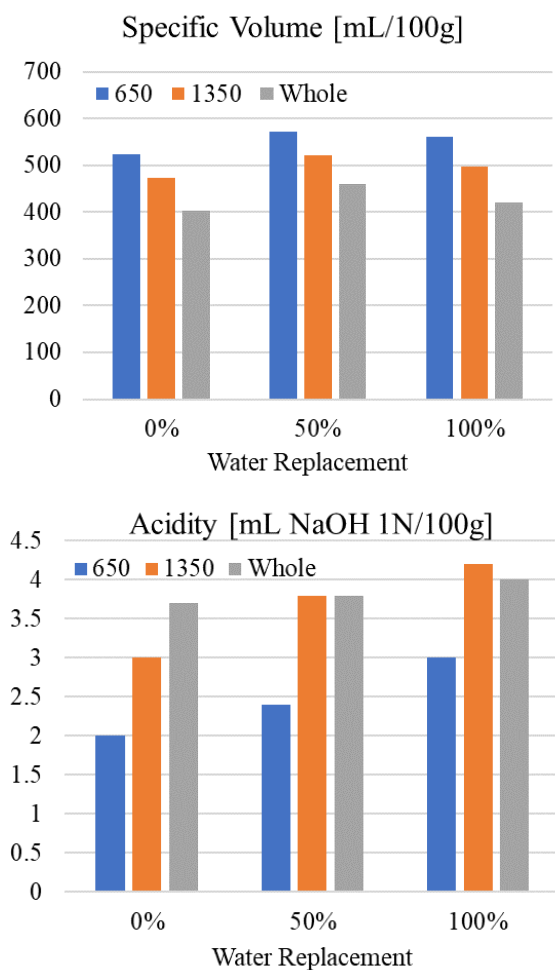 Specific Volume [mL/100g]
700
650 1350 Whole
600
500
400
300
200
100
0
0% 50% 100%
Water Replacement
Acidity [mL NaOH 1N/100g]
4.5
650 1350 Whole
4
3.5
3
2.5
2
1.5
1
0.5
0
0% 50% 100%
Water Replacement